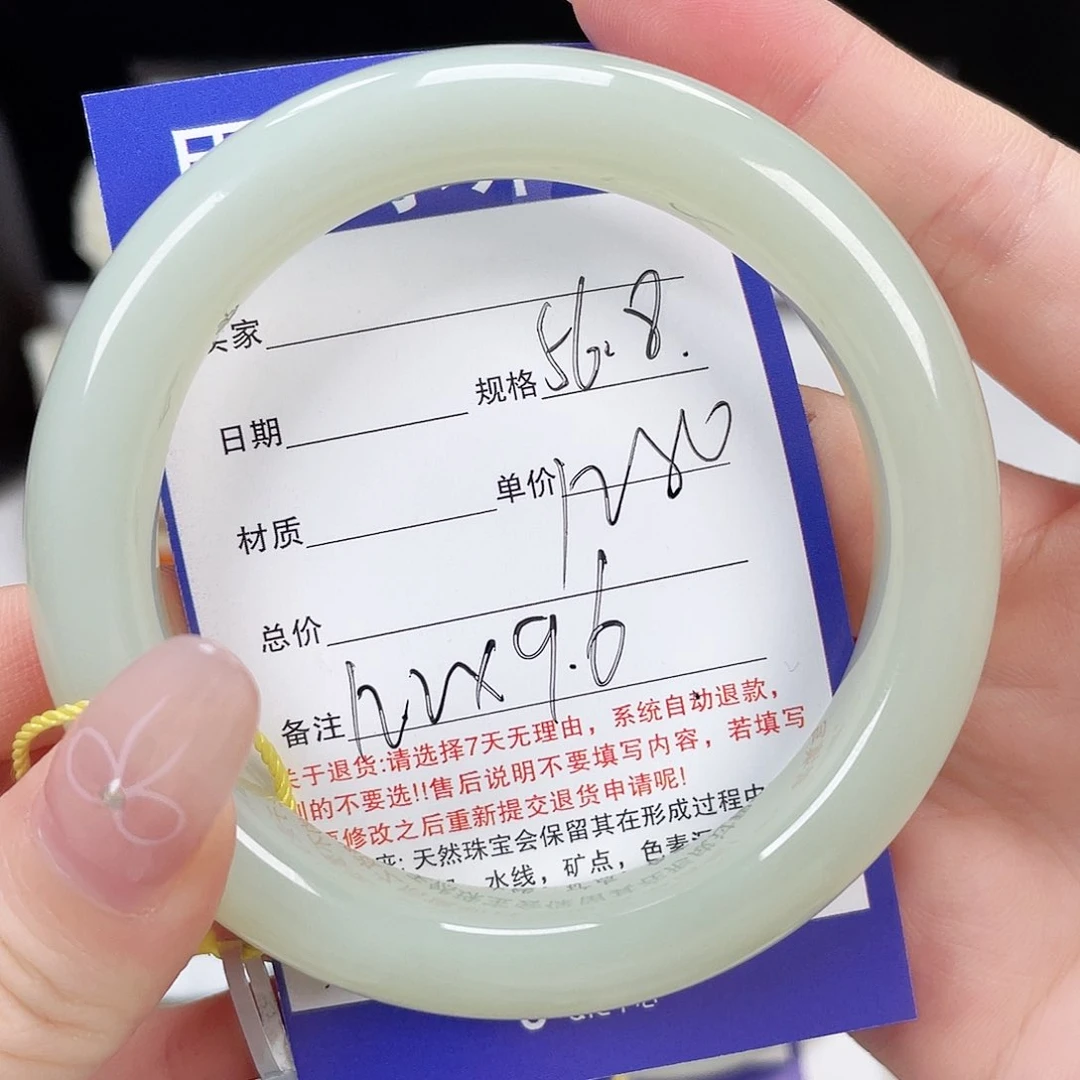 家
规格 56.8
日期
单价 1280
材质
总价
备注
关于退货:请选择7天无理由，系统自动退款，
别的不要选!!售后说明不要填写内容，若填写
修改之后重新提交退货申请呢!
天然珠宝会保留其在形成过程中
水线，矿点，色素